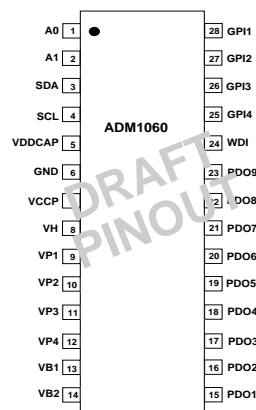 A0 1 28 GPI1
A1 2 27 GPI2
SDA 3 26 GPI3
SCL 4 25 GPI4
ADM1060
VDDCAP 5 24 WDI
GND 6 23 PDO9
VCCP 7 22 PDO8
VH 8 21 PDO7
VP1 9 20 PDO6
VP2 10 19 PDO5
VP3 11 18 PDO4
VP4 12 17 PDO3
VB1 13 16 PDO2
VB2 14 15 PDO1
DRAFT
PINOUT